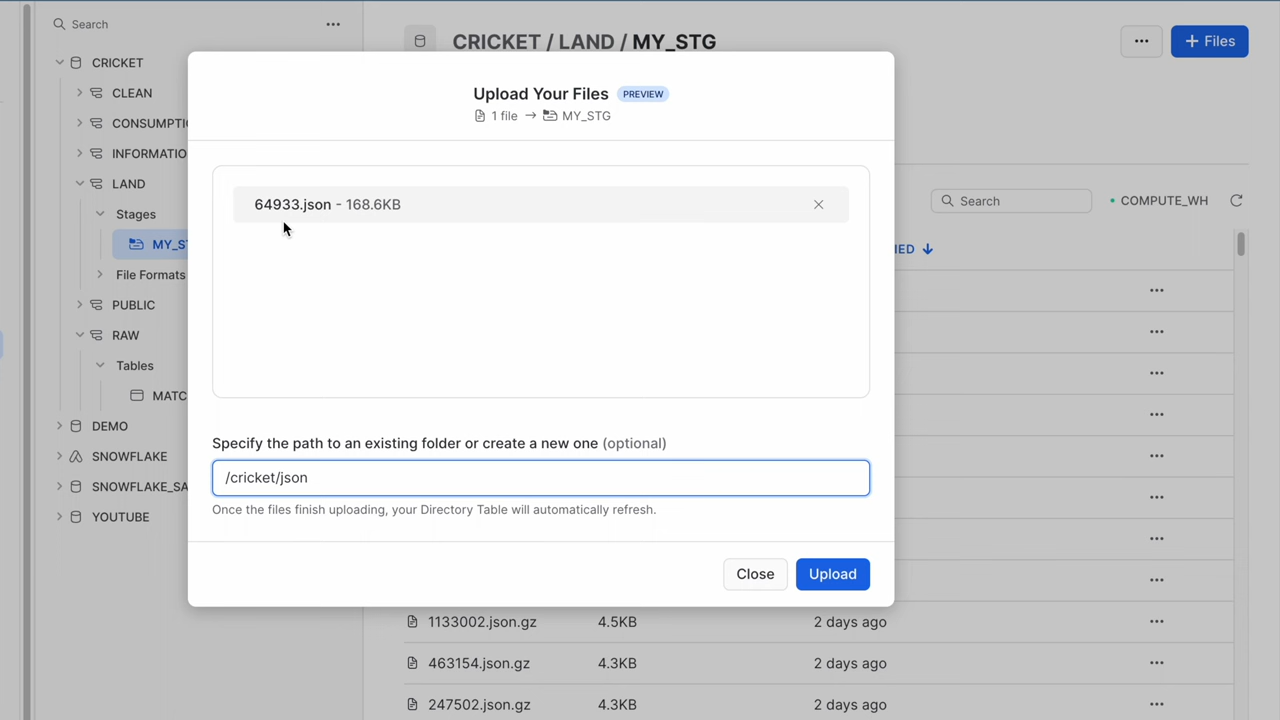 Search
CRICKET / LAND / MY_STG
Files
CRICKET
CLEAN
CONSUMPTI
INFORMATIO
LAND
Stages
MY_ST
File Formats
PUBLIC
RAW
Tables
MATC
DEMO
SNOWFLAKE
SNOWFLAKE_SA
YOUTUBE
Upload Your Files PREVIEW
1 file → MY_STG
64933.json - 168.6KB
Specify the path to an existing folder or create a new one (optional)
/cricket/json
Once the files finish uploading, your Directory Table will automatically refresh.
Close Upload
Search COMPUTE_WH
1133002.json.gz 4.5KB 2 days ago
463154.json.gz 4.3KB 2 days ago
247502.json.gz 4.3KB 2 days ago